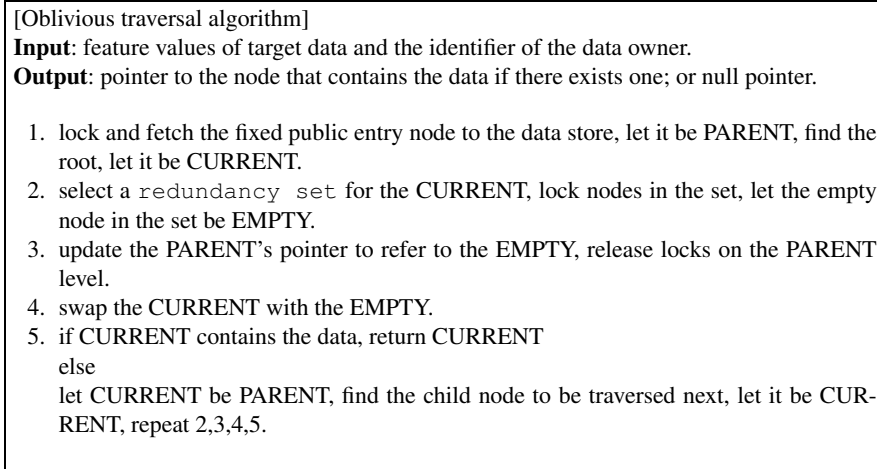 [Oblivious traversal algorithm]
Input: feature values of target data and the identifier of the data owner.
Output: pointer to the node that contains the data if there exists one; or null pointer.
1. lock and fetch the fixed public entry node to the data store, let it be PARENT, find the
root, let it be CURRENT.
2. select a redundancy set for the CURRENT, lock nodes in the set, let the empty
node in the set be EMPTY.
3. update the PARENT's pointer to refer to the EMPTY, release locks on the PARENT
level.
4. swap the CURRENT with the EMPTY.
5. if CURRENT contains the data, return CURRENT
else
let CURRENT be PARENT, find the child node to be traversed next, let it be CUR-
RENT, repeat 2,3,4,5.